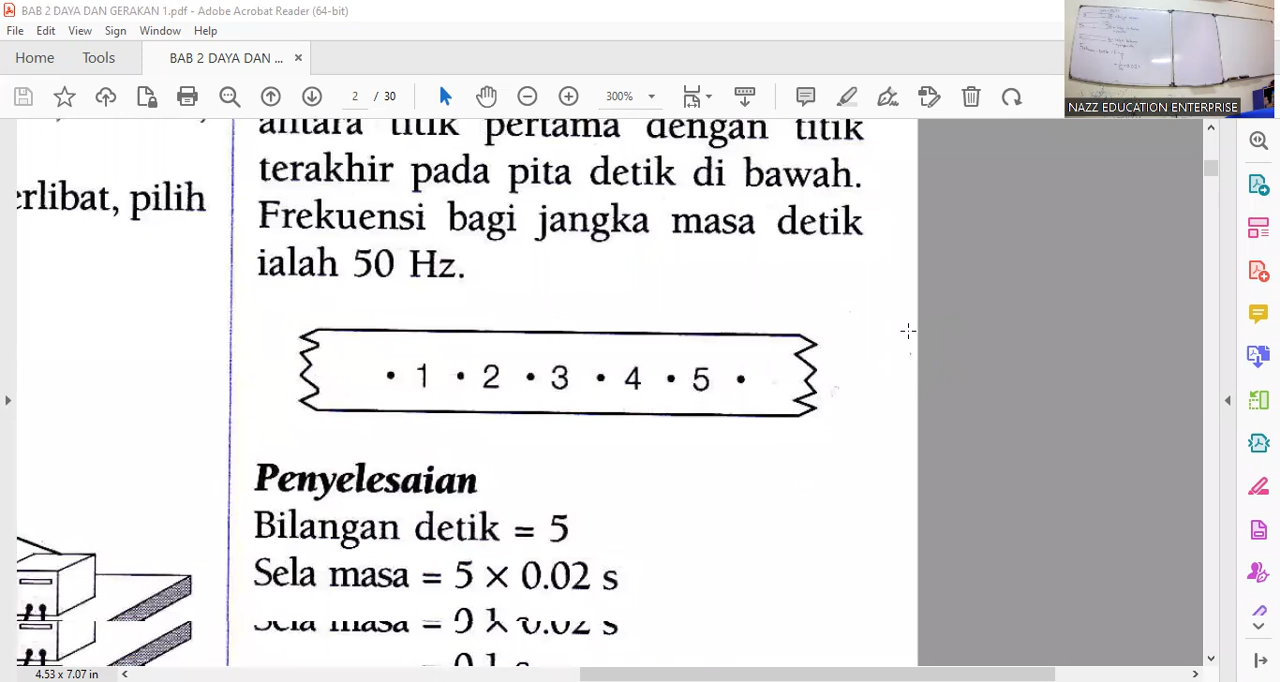 BAB 2 DAYA DAN GERAKAN 1.pdf - Adobe Acrobat Reader (64-bit)
File Edit View Sign Window Help
Home Tools BAB 2 DAYA DAN ... ×
2 / 30 300%
NAZZ EDUCATION ENTERPRISE
antara titik pertama dengan titik
terakhir pada pita detik di bawah.
erlibat, pilih
Frekuensi bagi jangka masa detik
ialah 50 Hz.
• 1 • 2 • 3 • 4 • 5 •
Penyelesaian
Bilangan detik = 5
Sela masa = 5 × 0.02 s
4.53 x 7.07 in